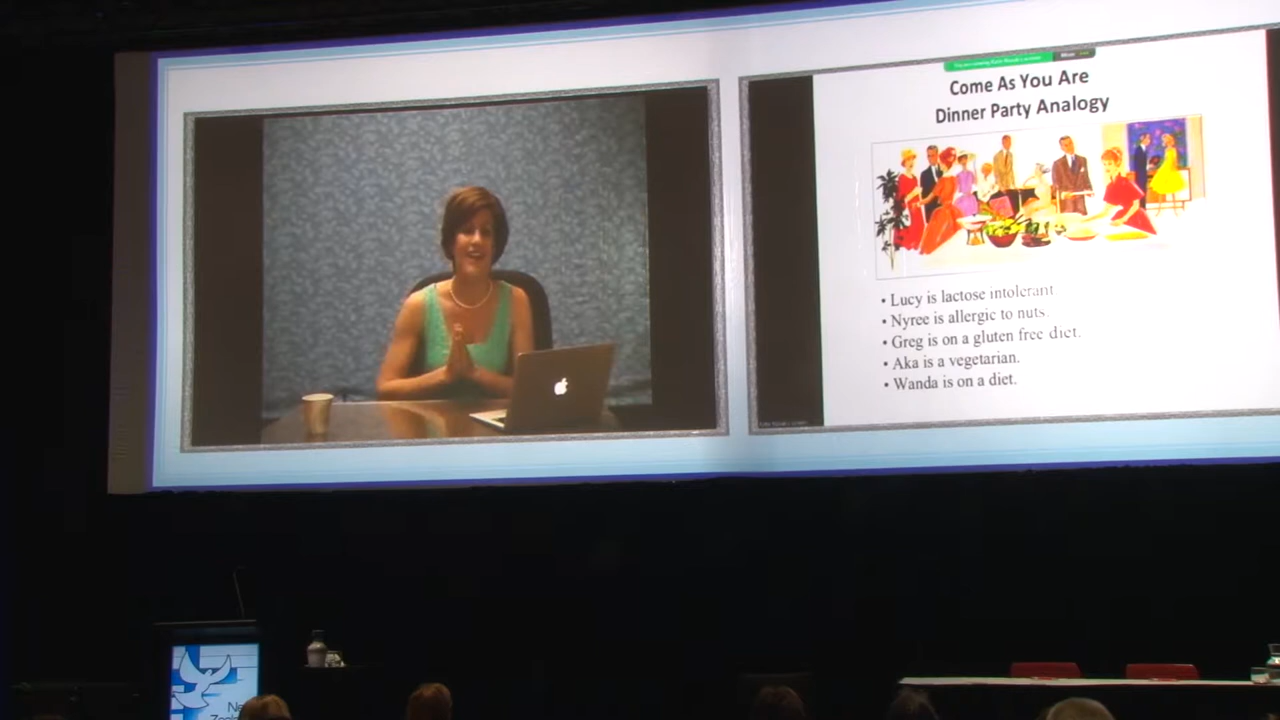 Come As You Are
Dinner Party Analogy
• Lucy is lactose intolerant
• Nyree is allergic to nuts.
• Greg is on a gluten free diet.
• Aka is a vegetarian.
• Wanda is on a diet.